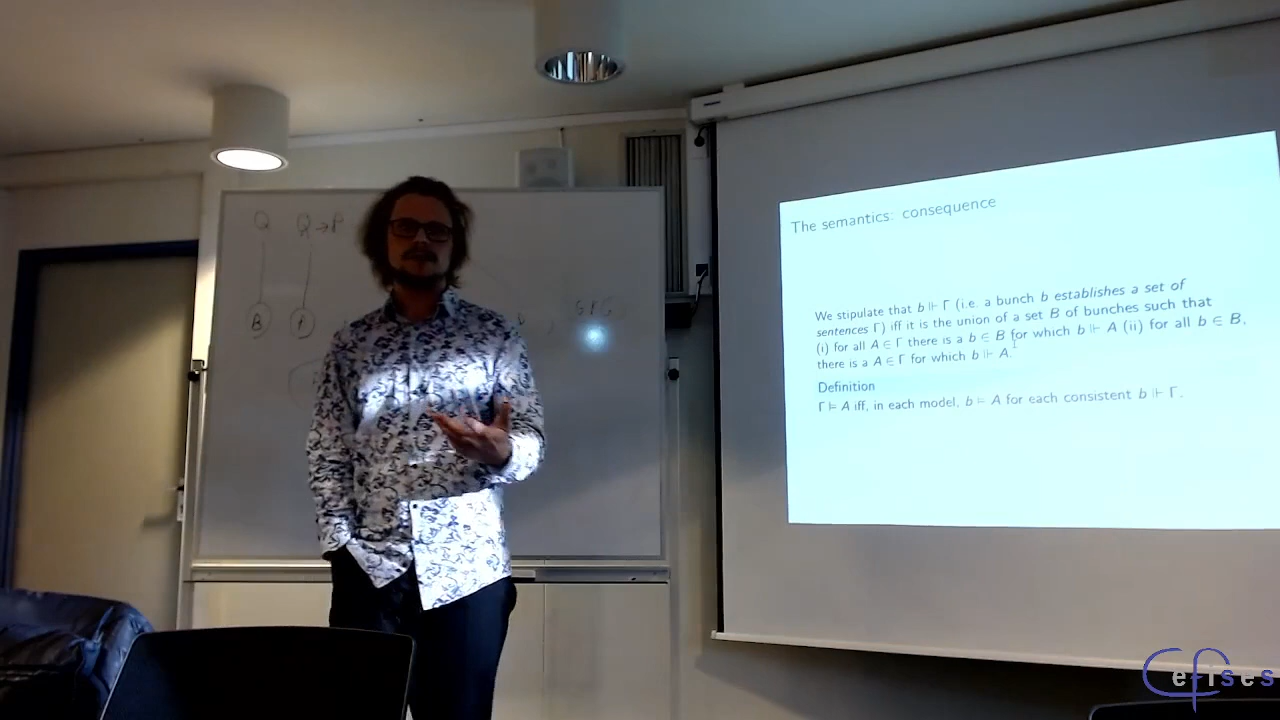 Q Q→P
B
The semantics: consequence
We stipulate that b ⊩ Γ (i.e. a bunch b establishes a set of
sentences Γ) iff it is the union of a set B of bunches such that
(i) for all A ∈ Γ there is a b ∈ B for which b ⊩ A (ii) for all b ∈ B,
there is a A ∈ Γ for which b ⊩ A.
Definition
Γ ⊨ A iff, in each model, b ⊨ A for each consistent b ⊩ Γ.
Cefises